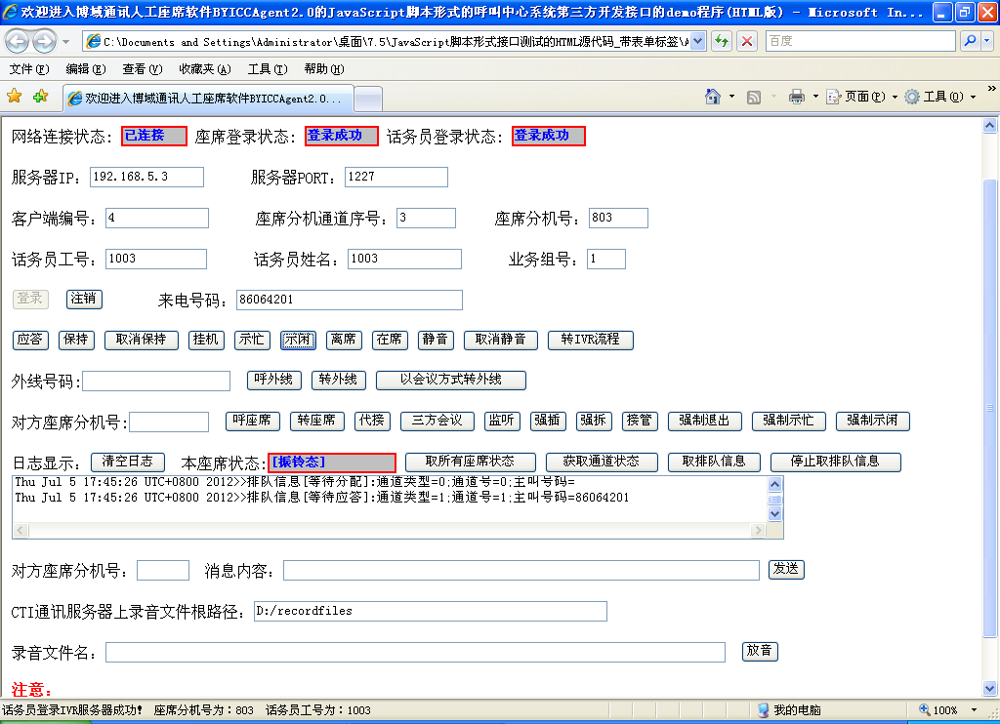 欢迎进入博域通讯人工座席软件BYICCAgent2.0的JavaScript脚本形式的呼叫中心系统第三方开发接口的demo程序(HTML版) - Microsoft In...
C:\Documents and Settings\Administrator\桌面\7.5\JavaScript脚本形式接口测试的HTML源代码_带表单标签\A 百度
文件(F) 编辑(E) 查看(V) 收藏夹(A) 工具(T) 帮助(H)
欢迎进入博域通讯人工座席软件BYICCAgent2.0... 页面(P) 工具(O) »
网络连接状态: 已连接 座席登录状态: 登录成功 话务员登录状态: 登录成功
服务器IP: 192.168.5.3 服务器PORT: 1227
客户端编号: 4 座席分机通道序号: 3 座席分机号: 803
话务员工号: 1003 话务员姓名: 1003 业务组号: 1
登录 注销 来电号码: 86064201
应答 保持 取消保持 挂机 示忙 示闲 离席 在席 静音 取消静音 转IVR流程
外线号码: 呼外线 转外线 以会议方式转外线
对方座席分机号: 呼座席 转座席 代接 三方会议 监听 强插 强拆 接管 强制退出 强制示忙 强制示闲
日志显示: 清空日志 本座席状态: [振铃态] 取所有座席状态 获取通道状态 取排队信息 停止取排队信息
Thu Jul 5 17:45:26 UTC+0800 2012>>排队信息[等待分配]:通道类型=0;通道号=0;主叫号码=
Thu Jul 5 17:45:26 UTC+0800 2012>>排队信息[等待应答]:通道类型=1;通道号=1;主叫号码=86064201
对方座席分机号: 消息内容: 发送
CTI通讯服务器上录音文件根路径: D:/recordfiles
录音文件名: 放音
注意:
话务员登录IVR服务器成功! 座席分机号为:803 话务员工号为:1003 我的电脑 100%